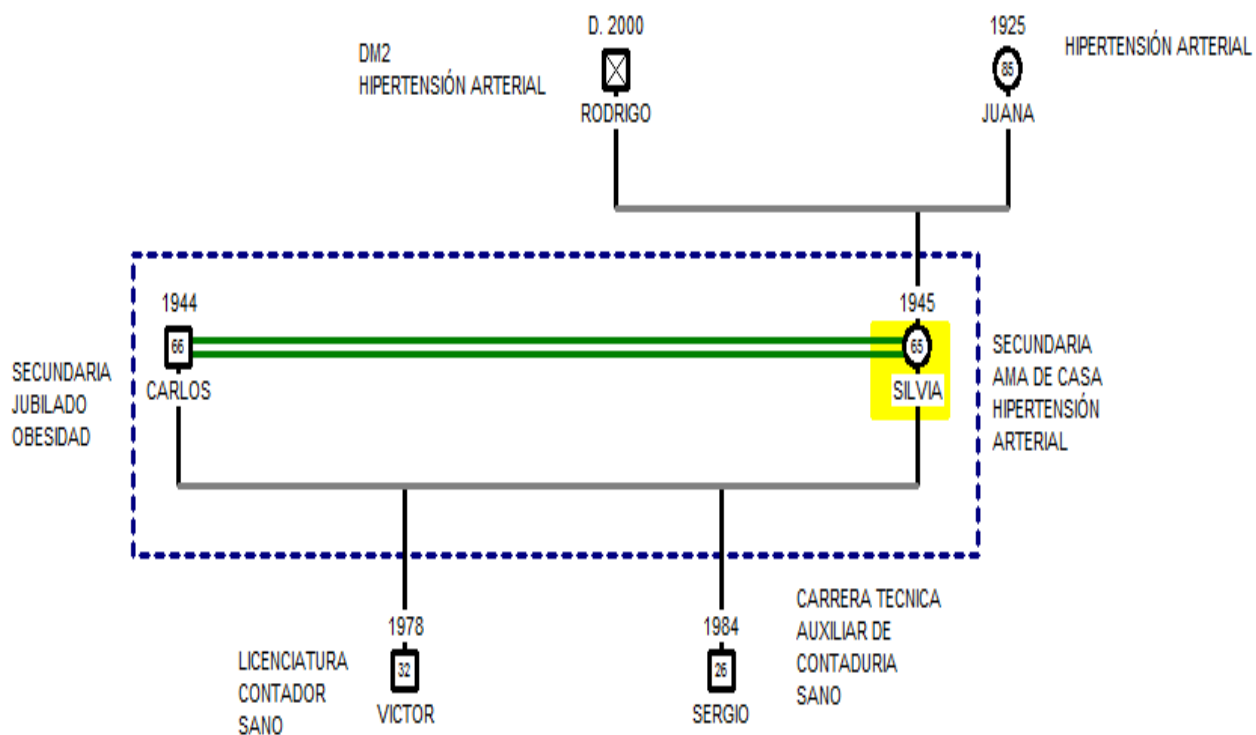 D. 2000
1925
DM2
HIPERTENSIÓN ARTERIAL
HIPERTENSIÓN ARTERIAL
85
RODRIGO
JUANA
1944
1945
66
65
CARLOS
SILVIA
SECUNDARIA
JUBILADO
OBESIDAD
SECUNDARIA
AMA DE CASA
HIPERTENSIÓN
ARTERIAL
1978
1984
32
26
VICTOR
SERGIO
LICENCIATURA
CONTADOR
SANO
CARRERA TECNICA
AUXILIAR DE
CONTADURIA
SANO